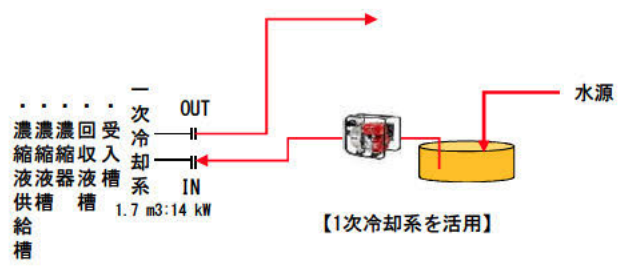 ・濃縮液供給槽
・濃縮液槽
・濃縮器
・回収液槽
・受入槽
一次冷却系
OUT
IN
1.7 m3:14 kW
水源
【1次冷却系を活用】